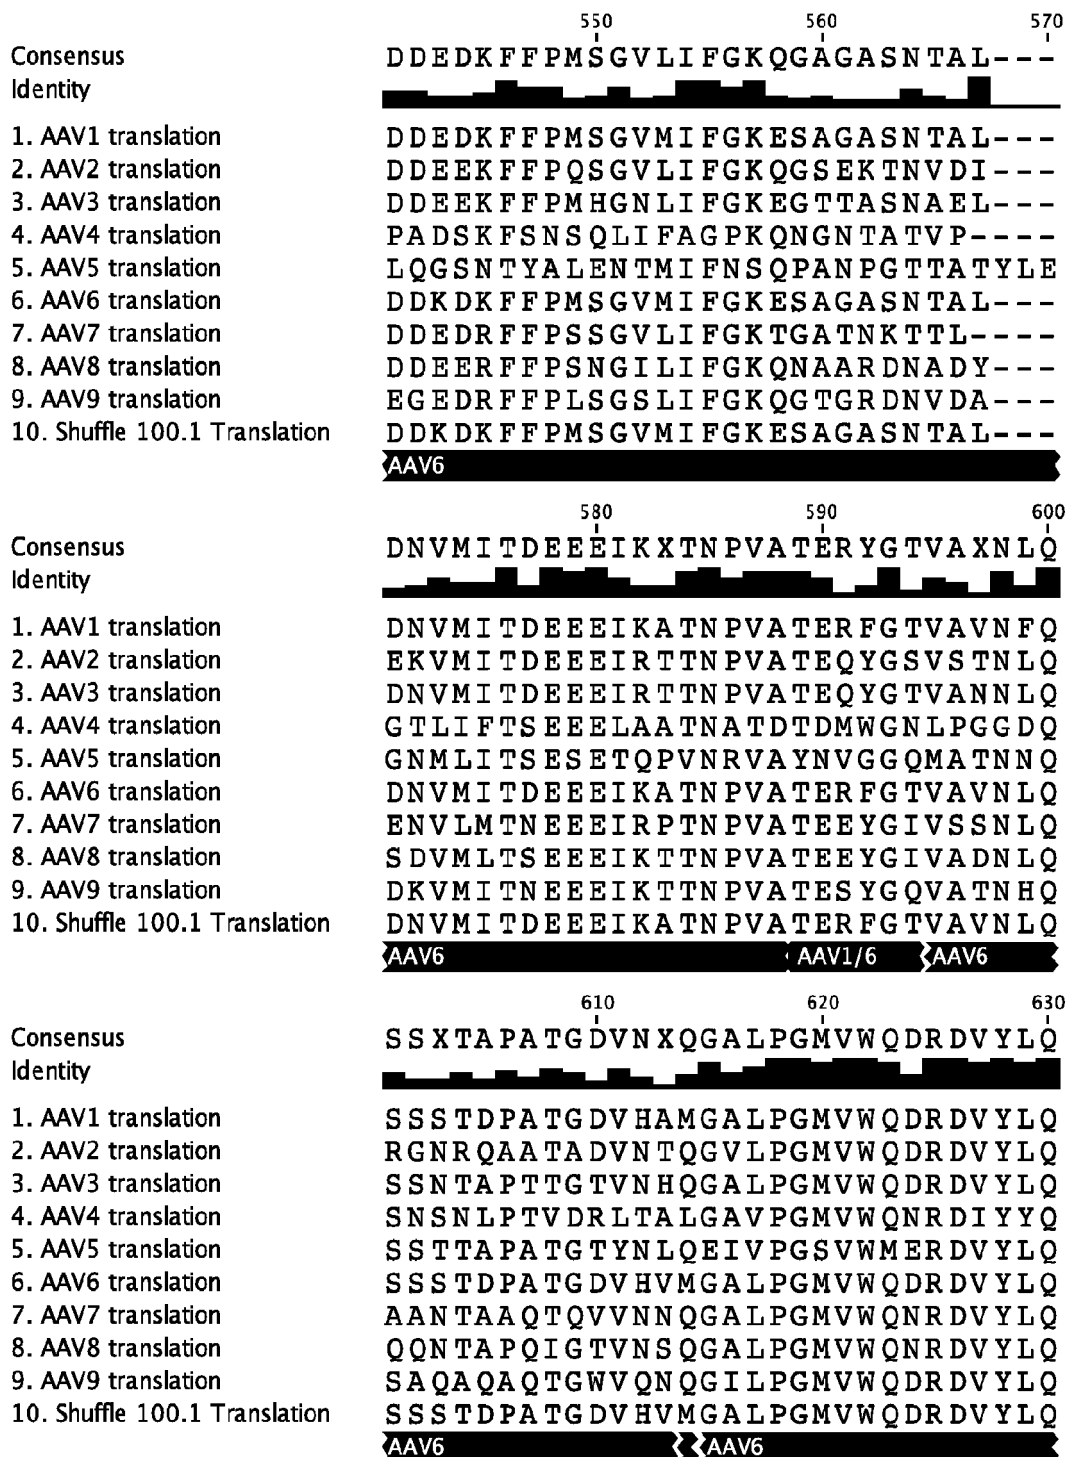 550 560 570
Consensus DDEDKFFPMSGVLIFGKQGAGASNTAL---
Identity
1. AAV1 translation DDEDKFFPMSGVMIFGKESAGASNTAL---
2. AAV2 translation DDEEKFFPQSGVLIFGKQGSEKTNVDI---
3. AAV3 translation DDEEKFFPMHGNLIFGKEGTTASNAEL---
4. AAV4 translation PADSKFSNSQLIFAGPKQNGNTATVP----
5. AAV5 translation LQGSNTYALENTMIFNSQPANPGTTATYLE
6. AAV6 translation DDKDKFFPMSGVMIFGKESAGASNTAL---
7. AAV7 translation DDEDRFFPSSGVLIFGKTGATNKTTL----
8. AAV8 translation DDEERFFPSNGILIFGKQNAARDNADY---
9. AAV9 translation EGEDRFFPLSGSLIFGKQGTGRDNVDA---
10. Shuffle 100.1 Translation DDKDKFFPMSGVMIFGKESAGASNTAL---
AAV6
580 590 600
Consensus DNVMITDEEEIKXTNPVATERYGTVAXNLQ
Identity
1. AAV1 translation DNVMITDEEEIKATNPVATERFGTVAVNFQ
2. AAV2 translation EKVMITDEEEIRTTNPVATEQYGSVSTNLQ
3. AAV3 translation DNVMITDEEEIRTTNPVATEQYGTVANNLQ
4. AAV4 translation GTLIFTSEEELAATNATDTDMWGNLPGGDQ
5. AAV5 translation GNMLITSESETQPVNRVAYNVGGQMATNNQ
6. AAV6 translation DNVMITDEEEIKATNPVATERFGTVAVNLQ
7. AAV7 translation ENVLMTNEEEIRPTNPVATEEYGIVSSNLQ
8. AAV8 translation SDVMLTSEEEIKTTNPVATEEYGIVADNLQ
9. AAV9 translation DKVMITNEEEIKTTNPVATESYGQVATNHQ
10. Shuffle 100.1 Translation DNVMITDEEEIKATNPVATERFGTVAVNLQ
AAV6 AAV1/6 AAV6
610 620 630
Consensus SSXTAPATGDVNXQGALPGMVWQDRDVYLQ
Identity
1. AAV1 translation SSSTDPATGDVHAMGALPGMVWQDRDVYLQ
2. AAV2 translation RGNRQAATADVNTQGVLPGMVWQDRDVYLQ
3. AAV3 translation SSNTAPTTGTVNHQGALPGMVWQDRDVYLQ
4. AAV4 translation SNSNLPTVDRLTALGAVPGMVWQNRDIYYQ
5. AAV5 translation SSTTAPATGTYNLQEIVPGSVWMERDVYLQ
6. AAV6 translation SSSTDPATGDVHVMGALPGMVWQDRDVYLQ
7. AAV7 translation AANTAAQTQVVNNQGALPGMVWQNRDVYLQ
8. AAV8 translation QQNTAPQIGTVNSQGALPGMVWQNRDVYLQ
9. AAV9 translation SAQAQAQTGWVQNQGILPGMVWQDRDVYLQ
10. Shuffle 100.1 Translation SSSTDPATGDVHVMGALPGMVWQDRDVYLQ
AAV6 AAV6